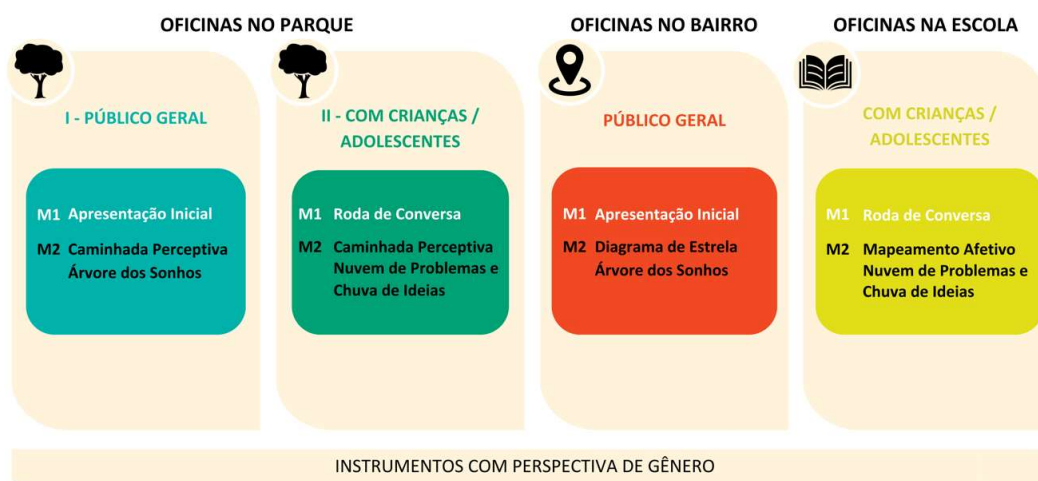 OFICINAS NO PARQUE
OFICINAS NO BAIRRO
OFICINAS NA ESCOLA
I - PÚBLICO GERAL
M1 Apresentação Inicial
M2 Caminhada Perceptiva
Árvore dos Sonhos
II - COM CRIANÇAS /
ADOLESCENTES
M1 Roda de Conversa
M2 Caminhada Perceptiva
Nuvem de Problemas e
Chuva de Ideias
PÚBLICO GERAL
M1 Apresentação Inicial
M2 Diagrama de Estrela
Árvore dos Sonhos
COM CRIANÇAS /
ADOLESCENTES
M1 Roda de Conversa
M2 Mapeamento Afetivo
Nuvem de Problemas e
Chuva de Ideias
INSTRUMENTOS COM PERSPECTIVA DE GÊNERO